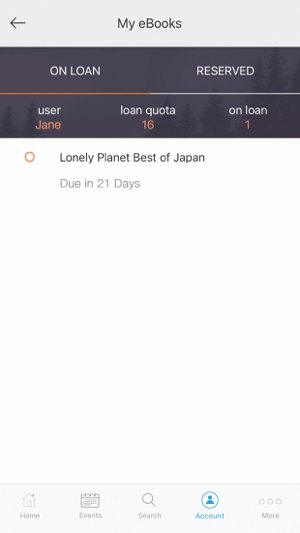 My eBooks
ON LOAN
RESERVED
user
loan quota
on loan
Jane
16
1
Lonely Planet Best of Japan
Due in 21 Days
Home
Events
Search
Account
More